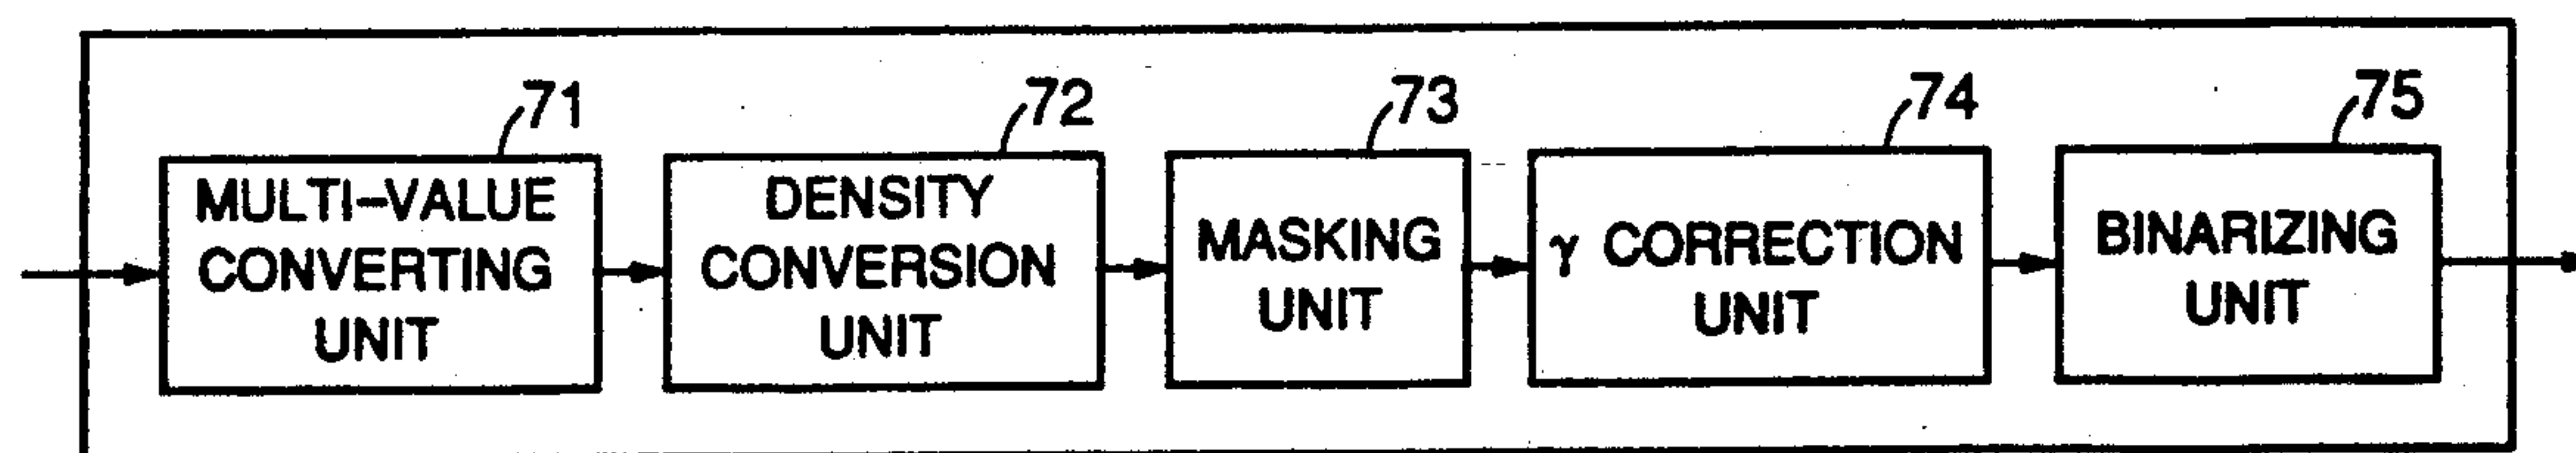 71
72
73
74
75
MULTI-VALUE
CONVERTING
UNIT
DENSITY
CONVERSION
UNIT
MASKING
UNIT
γ CORRECTION
UNIT
BINARIZING
UNIT